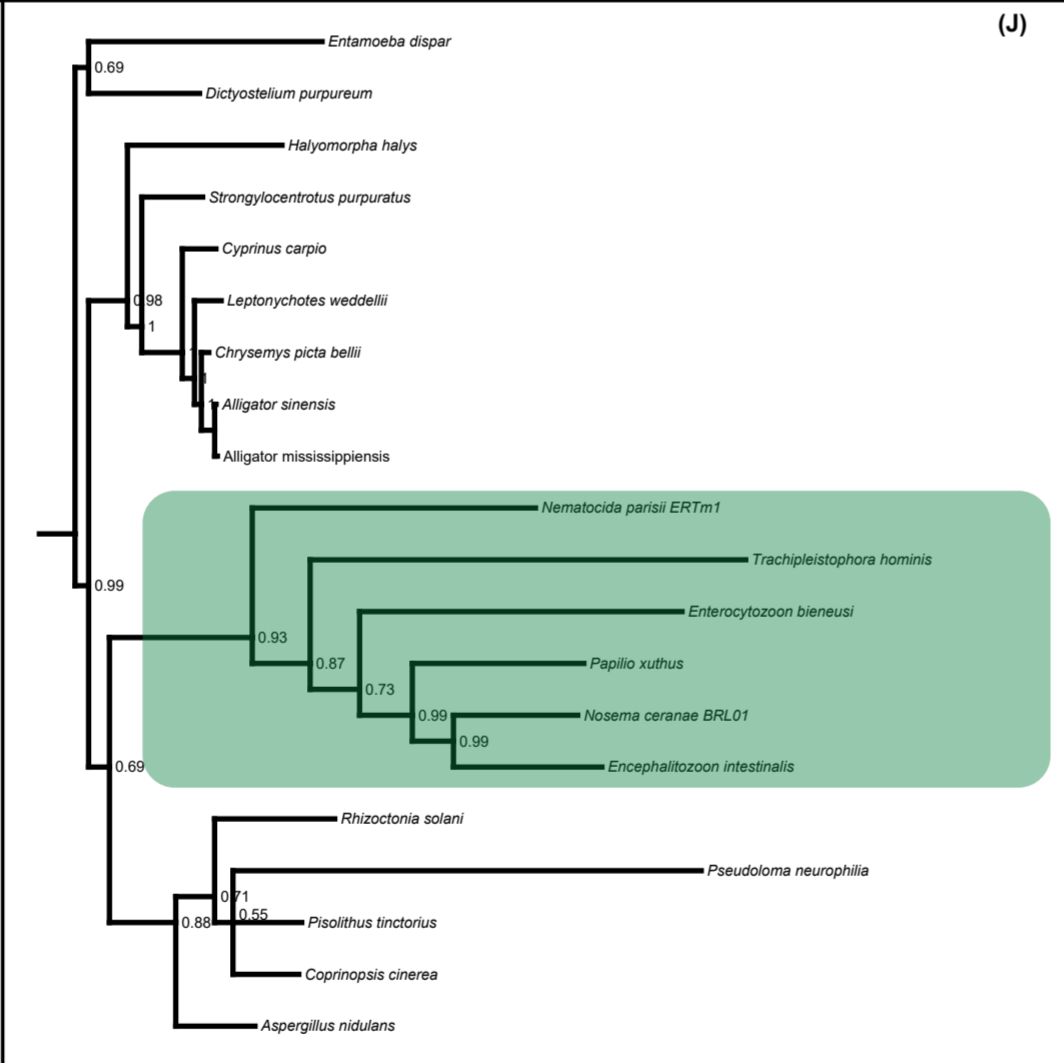 (J)
Entamoeba dispar
0.69
Dictyostelium purpureum
Halyomorpha halys
Strongylocentrotus purpuratus
Cyprinus carpio
0.98
Leptonychotes weddellii
1
Chrysemys picta bellii
1
Alligator sinensis
Alligator mississippiensis
Nematocida parisii ERTm1
Trachipleistophora hominis
0.99
Enterocytozoon bieneusi
0.93
0.87
Papilio xuthus
0.73
0.99
Nosema ceranae BRL01
0.99
0.69
Encephalitozoon intestinalis
Rhizoctonia solani
Pseudoloma neurophilia
0.71
0.55
0.88
Pisolithus tinctorius
Coprinopsis cinerea
Aspergillus nidulans